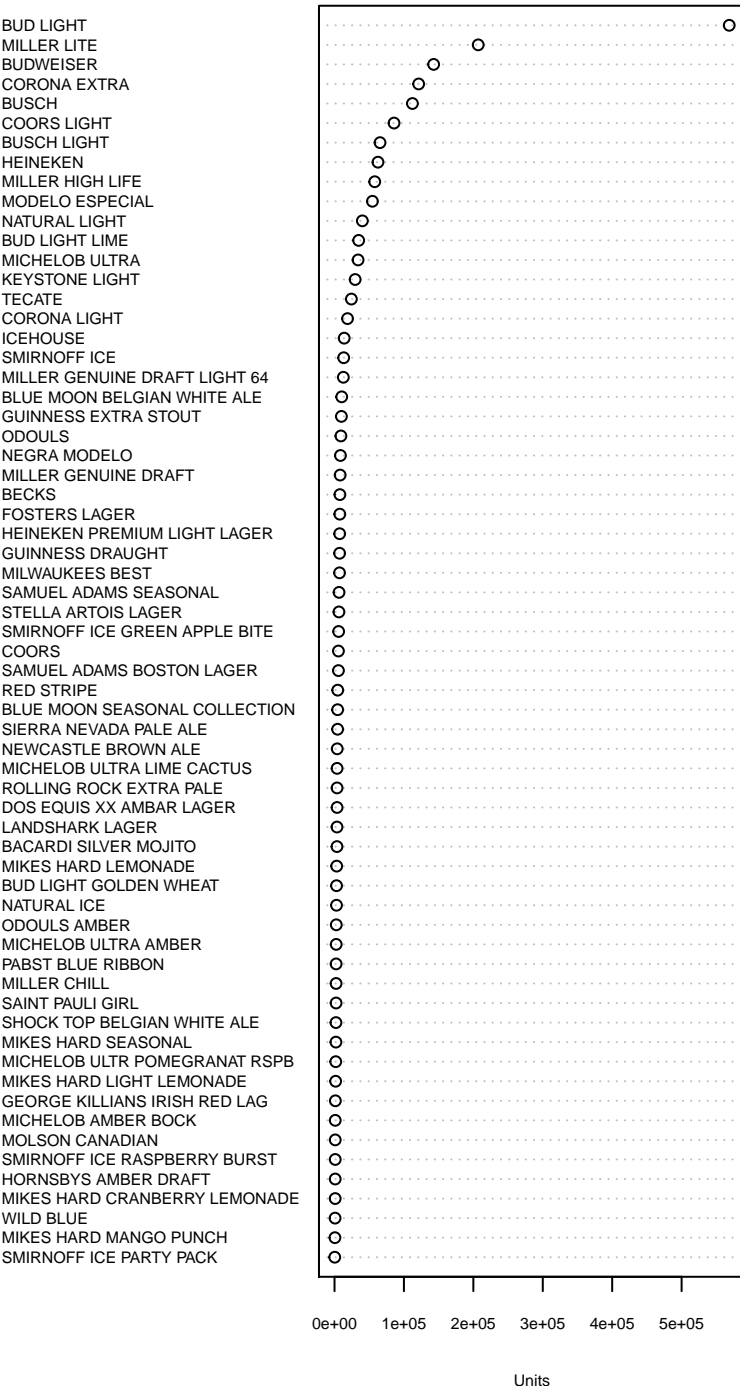 BUD LIGHT
MILLER LITE
BUDWEISER
CORONA EXTRA
BUSCH
COORS LIGHT
BUSCH LIGHT
HEINEKEN
MILLER HIGH LIFE
MODELO ESPECIAL
NATURAL LIGHT
BUD LIGHT LIME
MICHELOB ULTRA
KEYSTONE LIGHT
TECATE
CORONA LIGHT
ICEHOUSE
SMIRNOFF ICE
MILLER GENUINE DRAFT LIGHT 64
BLUE MOON BELGIAN WHITE ALE
GUINNESS EXTRA STOUT
ODOULS
NEGRA MODELO
MILLER GENUINE DRAFT
BECKS
FOSTERS LAGER
HEINEKEN PREMIUM LIGHT LAGER
GUINNESS DRAUGHT
MILWAUKEES BEST
SAMUEL ADAMS SEASONAL
STELLA ARTOIS LAGER
SMIRNOFF ICE GREEN APPLE BITE
COORS
SAMUEL ADAMS BOSTON LAGER
RED STRIPE
BLUE MOON SEASONAL COLLECTION
SIERRA NEVADA PALE ALE
NEWCASTLE BROWN ALE
MICHELOB ULTRA LIME CACTUS
ROLLING ROCK EXTRA PALE
DOS EQUIS XX AMBAR LAGER
LANDSHARK LAGER
BACARDI SILVER MOJITO
MIKES HARD LEMONADE
BUD LIGHT GOLDEN WHEAT
NATURAL ICE
ODOULS AMBER
MICHELOB ULTRA AMBER
PABST BLUE RIBBON
MILLER CHILL
SAINT PAULI GIRL
SHOCK TOP BELGIAN WHITE ALE
MIKES HARD SEASONAL
MICHELOB ULTR POMEGRANAT RSPB
MIKES HARD LIGHT LEMONADE
GEORGE KILLIANS IRISH RED LAG
MICHELOB AMBER BOCK
MOLSON CANADIAN
SMIRNOFF ICE RASPBERRY BURST
HORNSBYS AMBER DRAFT
MIKES HARD CRANBERRY LEMONADE
WILD BLUE
MIKES HARD MANGO PUNCH
SMIRNOFF ICE PARTY PACK
0e+00 1e+05 2e+05 3e+05 4e+05 5e+05
Units